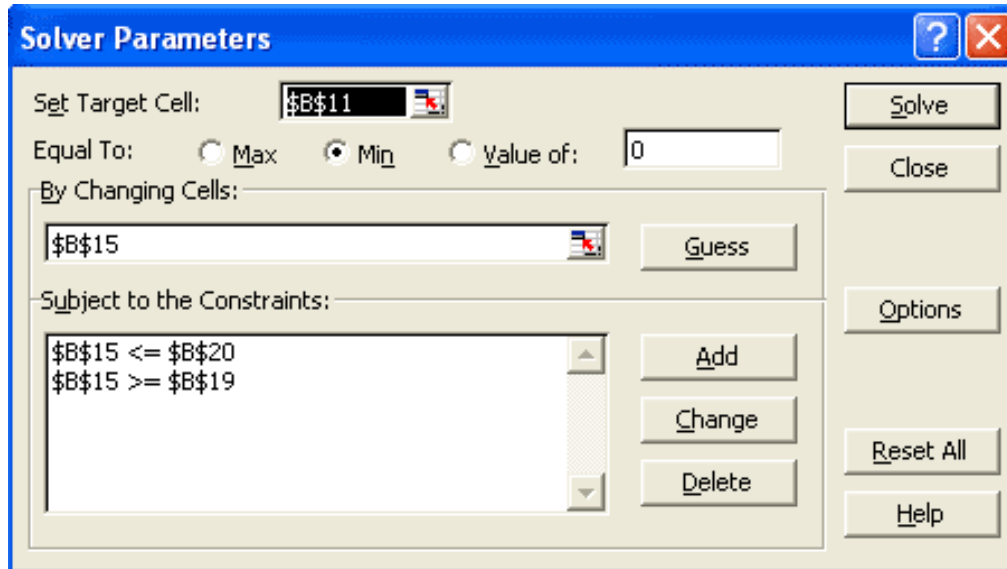 Solver Parameters
?
Set Target Cell: $B$11
Solve
Equal To: Max Min Value of: 0
Close
By Changing Cells:
$B$15
Guess
Subject to the Constraints:
Options
$B$15 <= $B$20
Add
$B$15 >= $B$19
Change
Reset All
Delete
Help